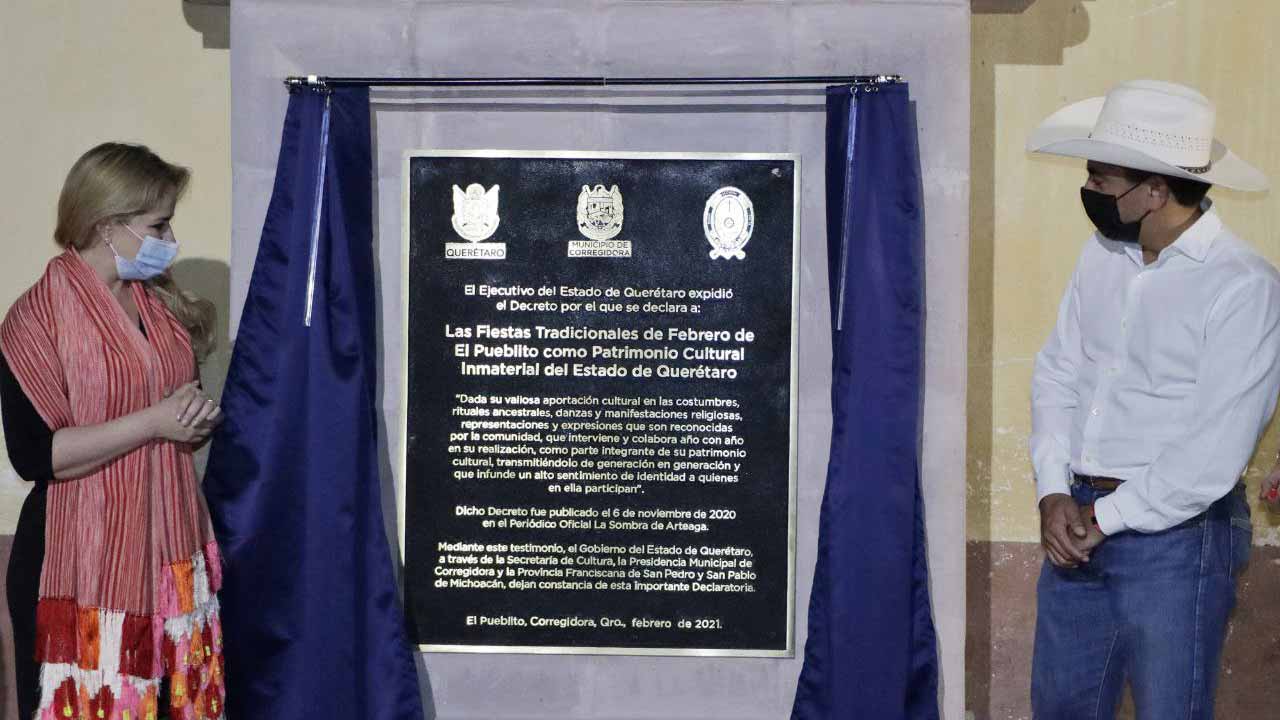 QUERÉTARO
MUNICIPIO DE
CORREGIDORA
El Ejecutivo del Estado de Querétaro expidió
el Decreto por el que se declara a:
Las Fiestas Tradicionales de Febrero de
El Pueblito como Patrimonio Cultural
Inmaterial del Estado de Querétaro
"Dada su valiosa aportación cultural en las costumbres,
rituales ancestrales, danzas y manifestaciones religiosas,
representaciones y expresiones que son reconocidas
por la comunidad, que interviene y colabora año con año
en su realización, como parte integrante de su patrimonio
cultural, transmitiéndolo de generación en generación y
que infunde un alto sentimiento de identidad a quienes
en ella participan".
Dicho Decreto fue publicado el 6 de noviembre de 2020
en el Periódico Oficial La Sombra de Arteaga.
Mediante este testimonio, el Gobierno del Estado de Querétaro,
a través de la Secretaría de Cultura, la Presidencia Municipal de
Corregidora y la Provincia Franciscana de San Pedro y San Pablo
de Michoacán, dejan constancia de esta Importante Declaratoria.
El Pueblito, Corregidora, Qro., febrero de 2021.